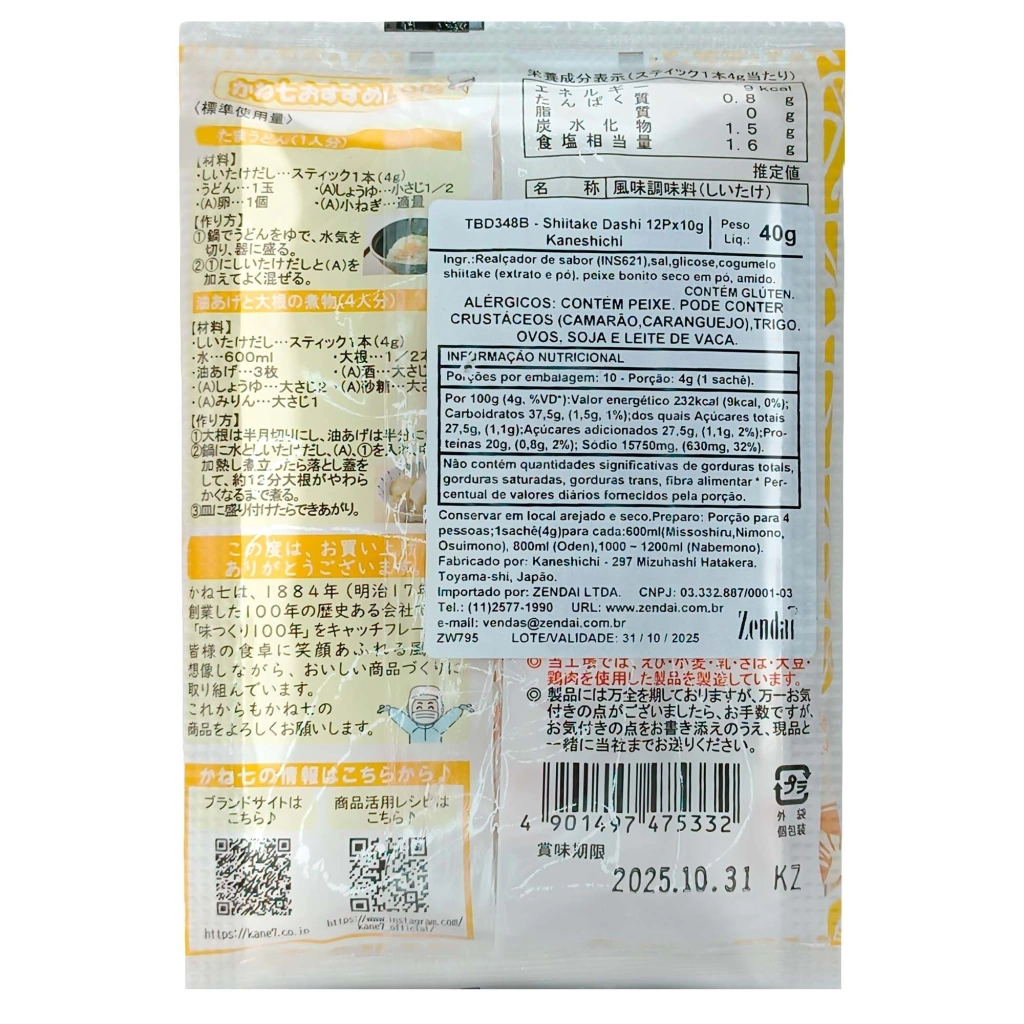 かね七おすすめ
〈標準使用量〉
たまうどん(1人分)
【材料】
・しいたけだし…スティック1本(4g)
・うどん…1玉 ・(A)しょうゆ…小さじ1/2
・(A)卵…1個 ・(A)小ねぎ…適量
【作り方】
①鍋でうどんをゆで、水気を
切り、器に盛る。
②①にしいたけだしと(A)を
加えてよく混ぜる。
油あげと大根の煮物(4人分)
【材料】
・しいたけだし…スティック1本(4g)
・水…600ml ・大根…1/2本
・油あげ…3枚 ・(A)酒…大さじ
・(A)しょうゆ…大さじ2 ・(A)砂糖…大さ
・(A)みりん…大さじ1
【作り方】
①大根は半月切りにし、油あげは半分に
②鍋に水としいたけだし、(A)、①を入れ、
加熱し煮立ったら落とし蓋を
して、約12分大根がやわら
かくなるまで煮る。
③皿に盛り付けたらできあがり。
この度は、お買い上げ
ありがとうございます。
かね七は、1884年(明治17年
創業した100年の歴史ある会社で
「味つくり100年」をキャッチフレー
皆様の食卓に笑顔あふれる風
想像しながら、おいしい商品づくりに
取り組んでいます。
これからもかね七の
商品をよろしくお願いします。
かね七の情報はこちらから♪
ブランドサイトは
こちら♪
商品活用レシピは
こちら♪
https://kane7.co.jp
https://www.instagram.com/
kane7_official/
栄養成分表示(スティック1本4g当たり)
エネルギー 9 kcal
たんぱく質 0.8 g
脂質 0 g
炭水化物 1.5 g
食塩相当量 1.6 g
推定値
名称 風味調味料(しいたけ)
TBD348B - Shiitake Dashi 12Px10g
Kaneshichi
Peso
Liq.: 40g
Ingr.:Realçador de sabor (INS621),sal,glicose,cogumelo
shiitake (extrato e pó), peixe bonito seco em pó, amido.
CONTÉM GLÚTEN.
ALÉRGICOS: CONTÉM PEIXE. PODE CONTER
CRUSTÁCEOS (CAMARÃO,CARANGUEJO),TRIGO,
OVOS, SOJA E LEITE DE VACA.
INFORMAÇÃO NUTRICIONAL
Porções por embalagem: 10 - Porção: 4g (1 sachê).
Por 100g (4g, %VD*):Valor energético 232kcal (9kcal, 0%);
Carboidratos 37,5g, (1,5g, 1%);dos quais Açúcares totais
27,5g, (1,1g);Açúcares adicionados 27,5g, (1,1g, 2%);Pro-
teínas 20g, (0,8g, 2%); Sódio 15750mg, (630mg, 32%).
Não contém quantidades significativas de gorduras totais,
gorduras saturadas, gorduras trans, fibra alimentar * Per-
centual de valores diários fornecidos pela porção.
Conservar em local arejado e seco.Preparo: Porção para 4
pessoas;1sachê(4g)para cada:600ml(Missoshiru,Nimono,
Osuimono), 800ml (Oden),1000 ~ 1200ml (Nabemono).
Fabricado por: Kaneshichi - 297 Mizuhashi Hatakera,
Toyama-shi, Japão.
Importado por: ZENDAI LTDA. CNPJ: 03.332.887/0001-03
Tel.: (11)2577-1990 URL: www.zendai.com.br
e-mail: vendas@zendai.com.br
Zendai
ZW795 LOTE/VALIDADE: 31/10/2025
◎当工場では、えび・小麦・乳・さば・大豆・
鶏肉を使用した製品を製造しています。
◎製品には万全を期しておりますが、万一お気
付きの点がございましたら、お手数ですが、
お気付きの点をお書き添えのうえ、現品と
一緒に当社までお送りください。
4 901497 475332
プラ
外袋
個包装
賞味期限
2025.10.31 KZ